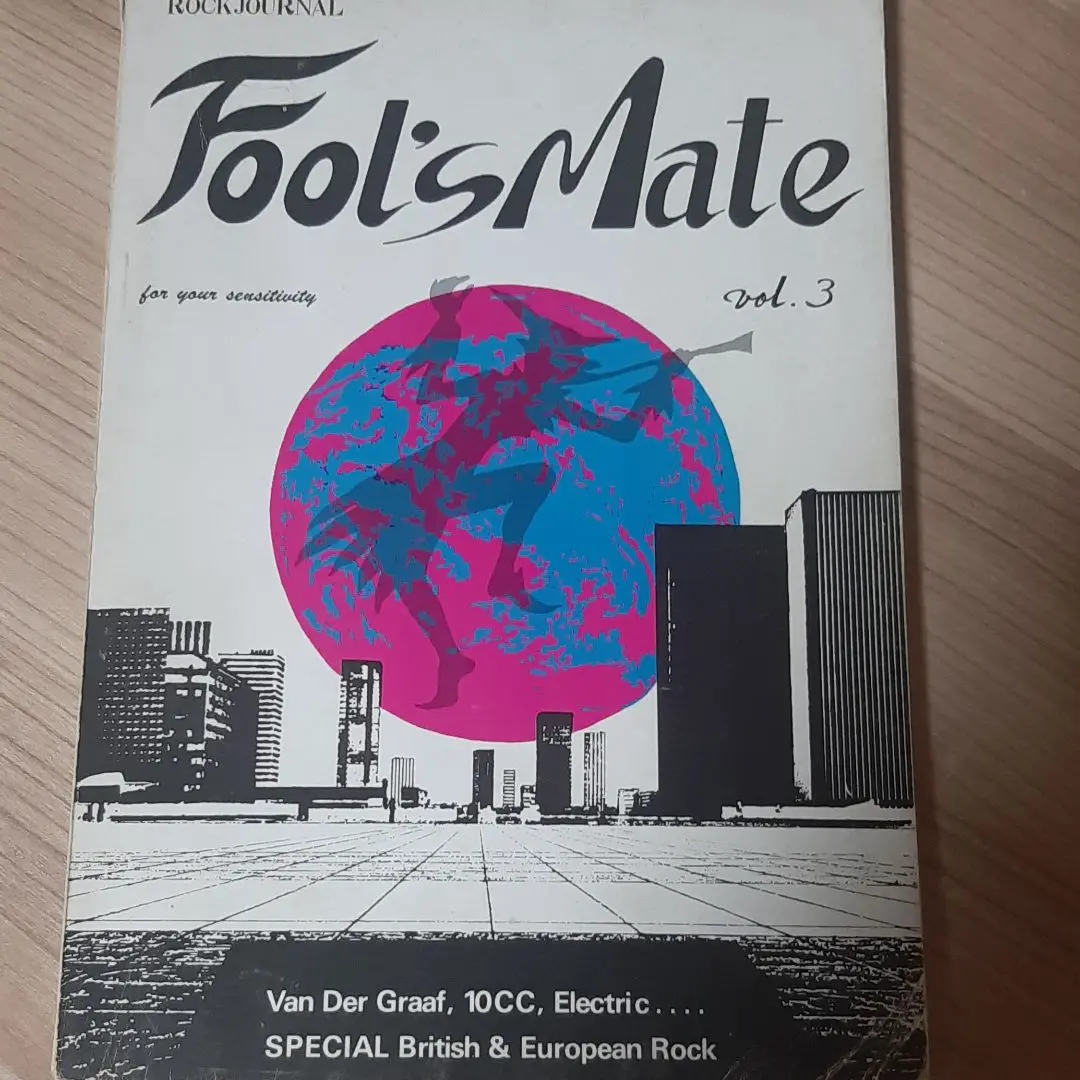 ROCKJOURNAL
Fool'sMate
for your sensitivity
vol. 3
Van Der Graaf, 10CC, Electric....
SPECIAL British & European Rock